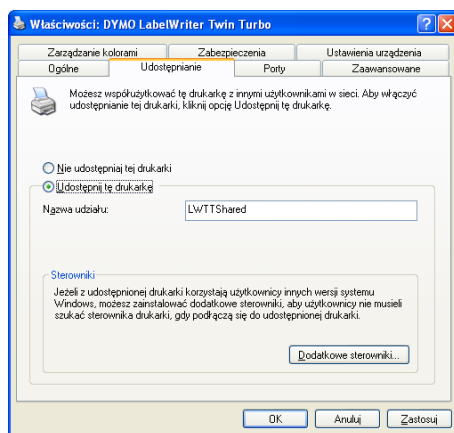 Właściwości: DYMO LabelWriter Twin Turbo
Zarządzanie kolorami Zabezpieczenia Ustawienia urządzenia
Ogólne Udostępnianie Porty Zaawansowane
Możesz współużytkować tę drukarkę z innymi użytkownikami w sieci. Aby włączyć
udostępnianie tej drukarki, kliknij opcję Udostępnij tę drukarkę.
Nie udostępniaj tej drukarki
Udostępnij tę drukarkę
Nazwa udziału: LWTTShared
Sterowniki
Jeżeli z udostępnionej drukarki korzystają użytkownicy innych wersji systemu
Windows, możesz zainstalować dodatkowe sterowniki, aby użytkownicy nie musieli
szukać sterownika drukarki, gdy podłączą się do udostępnionej drukarki.
Dodatkowe sterowniki...
OK Anuluj Zastosuj